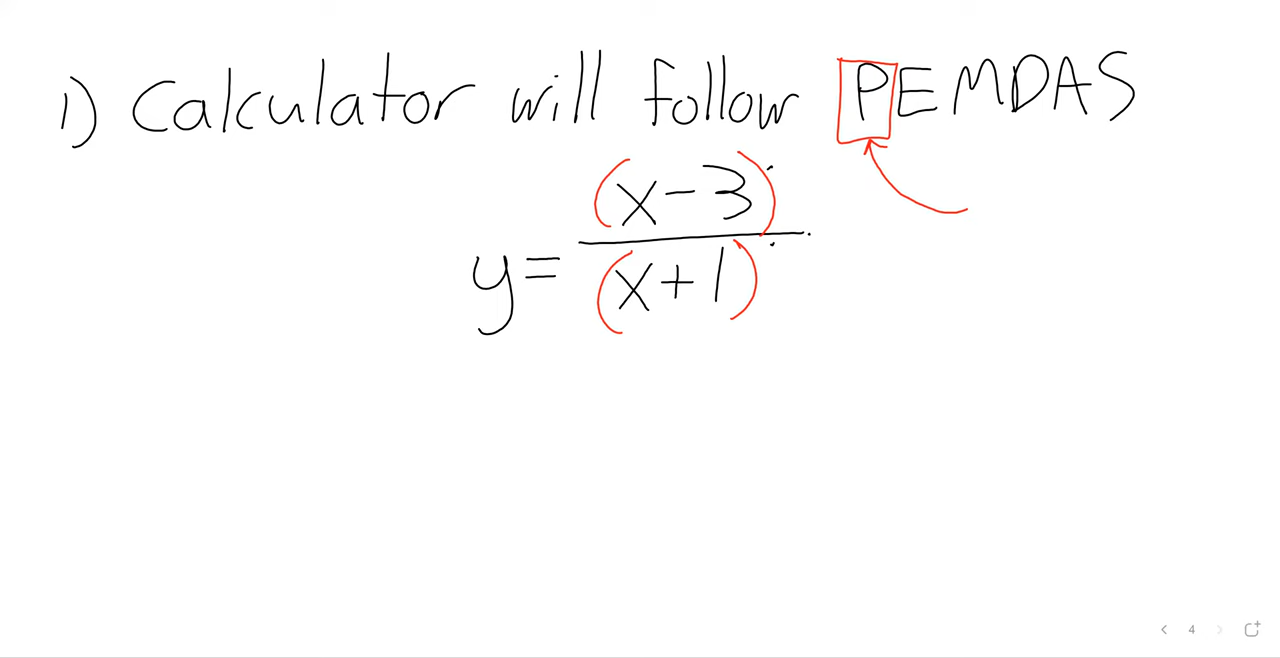 1) Calculator will follow PEMDAS
(x-3)
y=
(x+1)
4